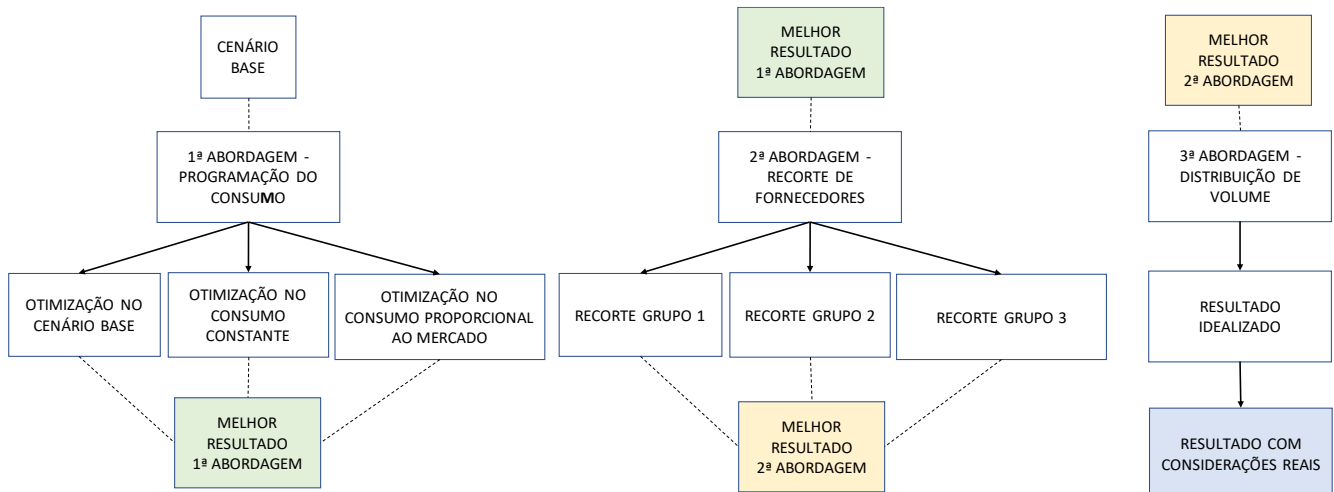 CENÁRIO
BASE
1ª ABORDAGEM -
PROGRAMAÇÃO DO
CONSUMO
OTIMIZAÇÃO NO
CENÁRIO BASE
OTIMIZAÇÃO NO
CONSUMO
CONSTANTE
OTIMIZAÇÃO NO
CONSUMO PROPORCIONAL
AO MERCADO
MELHOR
RESULTADO
1ª ABORDAGEM
MELHOR
RESULTADO
1ª ABORDAGEM
2ª ABORDAGEM -
RECORTE DE
FORNECEDORES
RECORTE GRUPO 1
RECORTE GRUPO 2
RECORTE GRUPO 3
MELHOR
RESULTADO
2ª ABORDAGEM
MELHOR
RESULTADO
2ª ABORDAGEM
3ª ABORDAGEM -
DISTRIBUIÇÃO DE
VOLUME
RESULTADO
IDEALIZADO
RESULTADO COM
CONSIDERAÇÕES REAIS